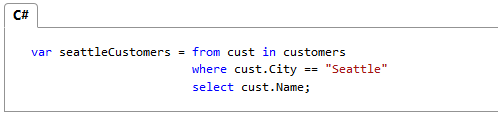 C#
var seattleCustomers = from cust in customers
where cust.City == "Seattle"
select cust.Name;